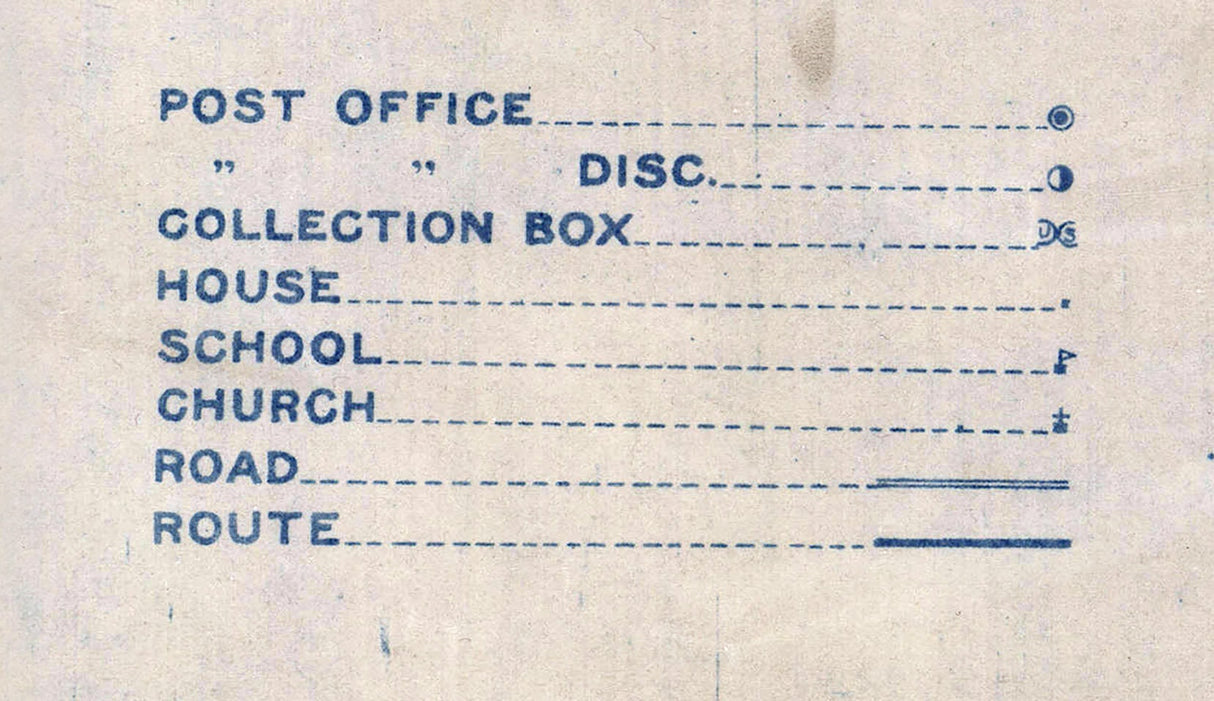 POST OFFICE
" " DISC.
COLLECTION BOX U S
HOUSE
SCHOOL
CHURCH
ROAD
ROUTE